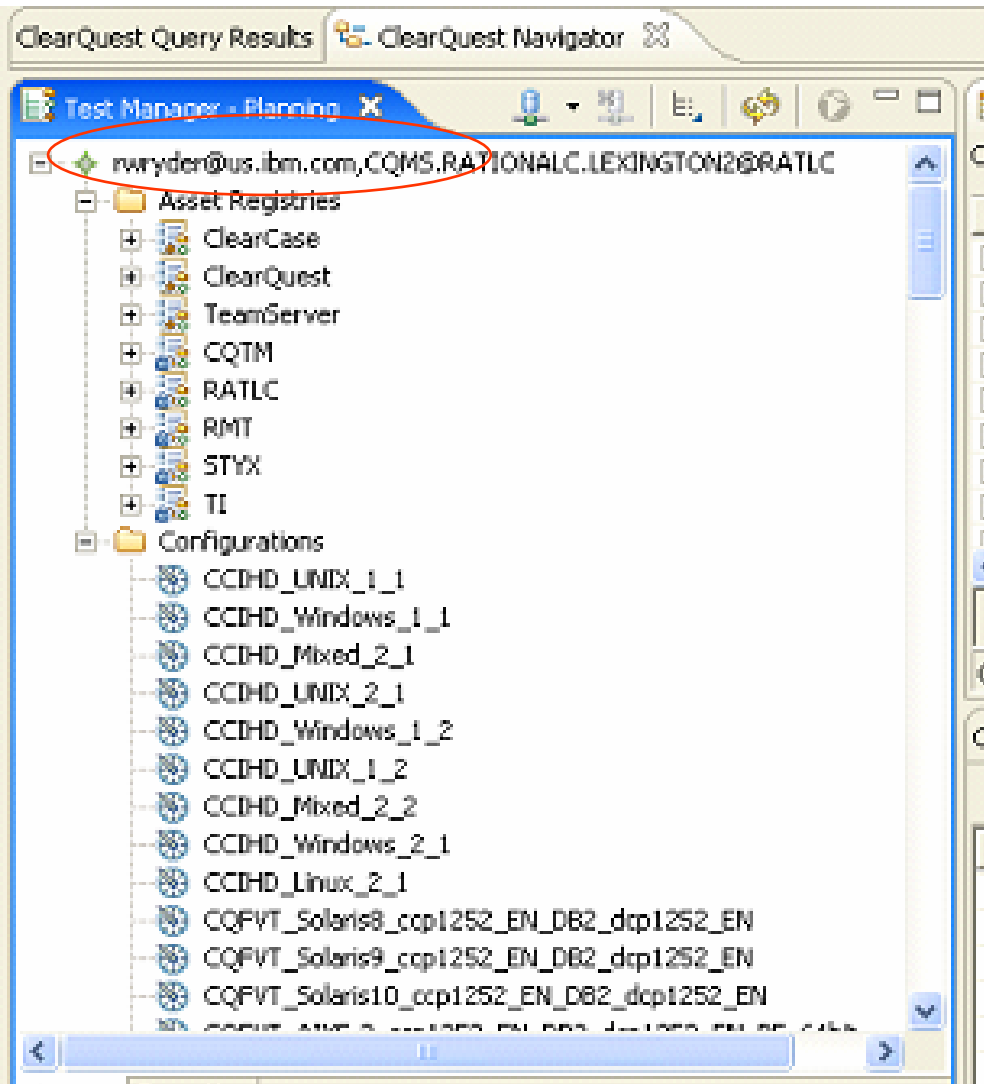 ClearQuest Query Results ClearQuest Navigator
Test Manager - Planning
rwryder@us.ibm.com,CQMS.RATIONALC.LEXINGTON2@RATLC
Asset Registries
ClearCase
ClearQuest
TeamServer
CQTM
RATLC
RMT
STYX
TI
Configurations
CCIHD_UNIX_1_1
CCIHD_Windows_1_1
CCIHD_Mixed_2_1
CCIHD_UNIX_2_1
CCIHD_Windows_1_2
CCIHD_UNIX_1_2
CCIHD_Mixed_2_2
CCIHD_Windows_2_1
CCIHD_Linux_2_1
CQFVT_Solaris8_ccp1252_EN_DB2_dcp1252_EN
CQFVT_Solaris9_ccp1252_EN_DB2_dcp1252_EN
CQFVT_Solaris10_ccp1252_EN_DB2_dcp1252_EN